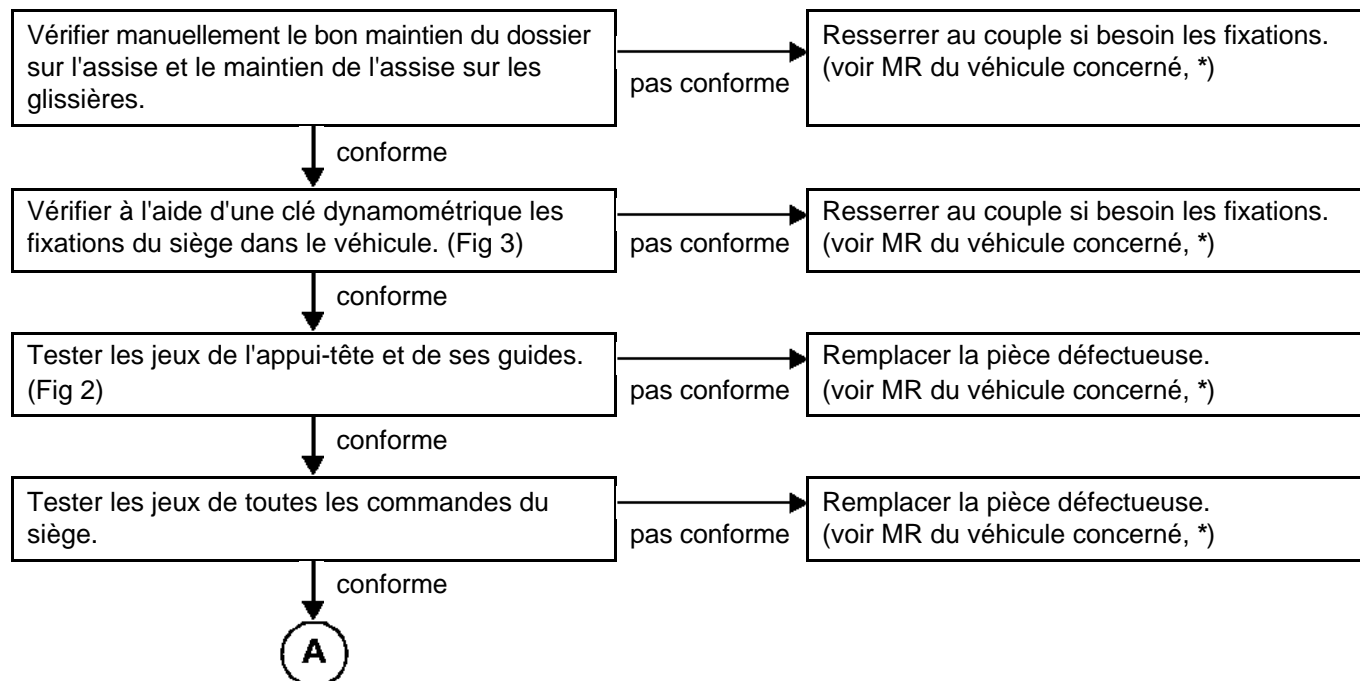 Vérifier manuellement le bon maintien du dossier
sur l'assise et le maintien de l'assise sur les
glissières.
pas conforme
Resserrer au couple si besoin les fixations.
(voir MR du véhicule concerné, *)
conforme
Vérifier à l'aide d'une clé dynamométrique les
fixations du siège dans le véhicule. (Fig 3)
pas conforme
Resserrer au couple si besoin les fixations.
(voir MR du véhicule concerné, *)
conforme
Tester les jeux de l'appui-tête et de ses guides.
(Fig 2)
pas conforme
Remplacer la pièce défectueuse.
(voir MR du véhicule concerné, *)
conforme
Tester les jeux de toutes les commandes du
siège.
pas conforme
Remplacer la pièce défectueuse.
(voir MR du véhicule concerné, *)
conforme
A